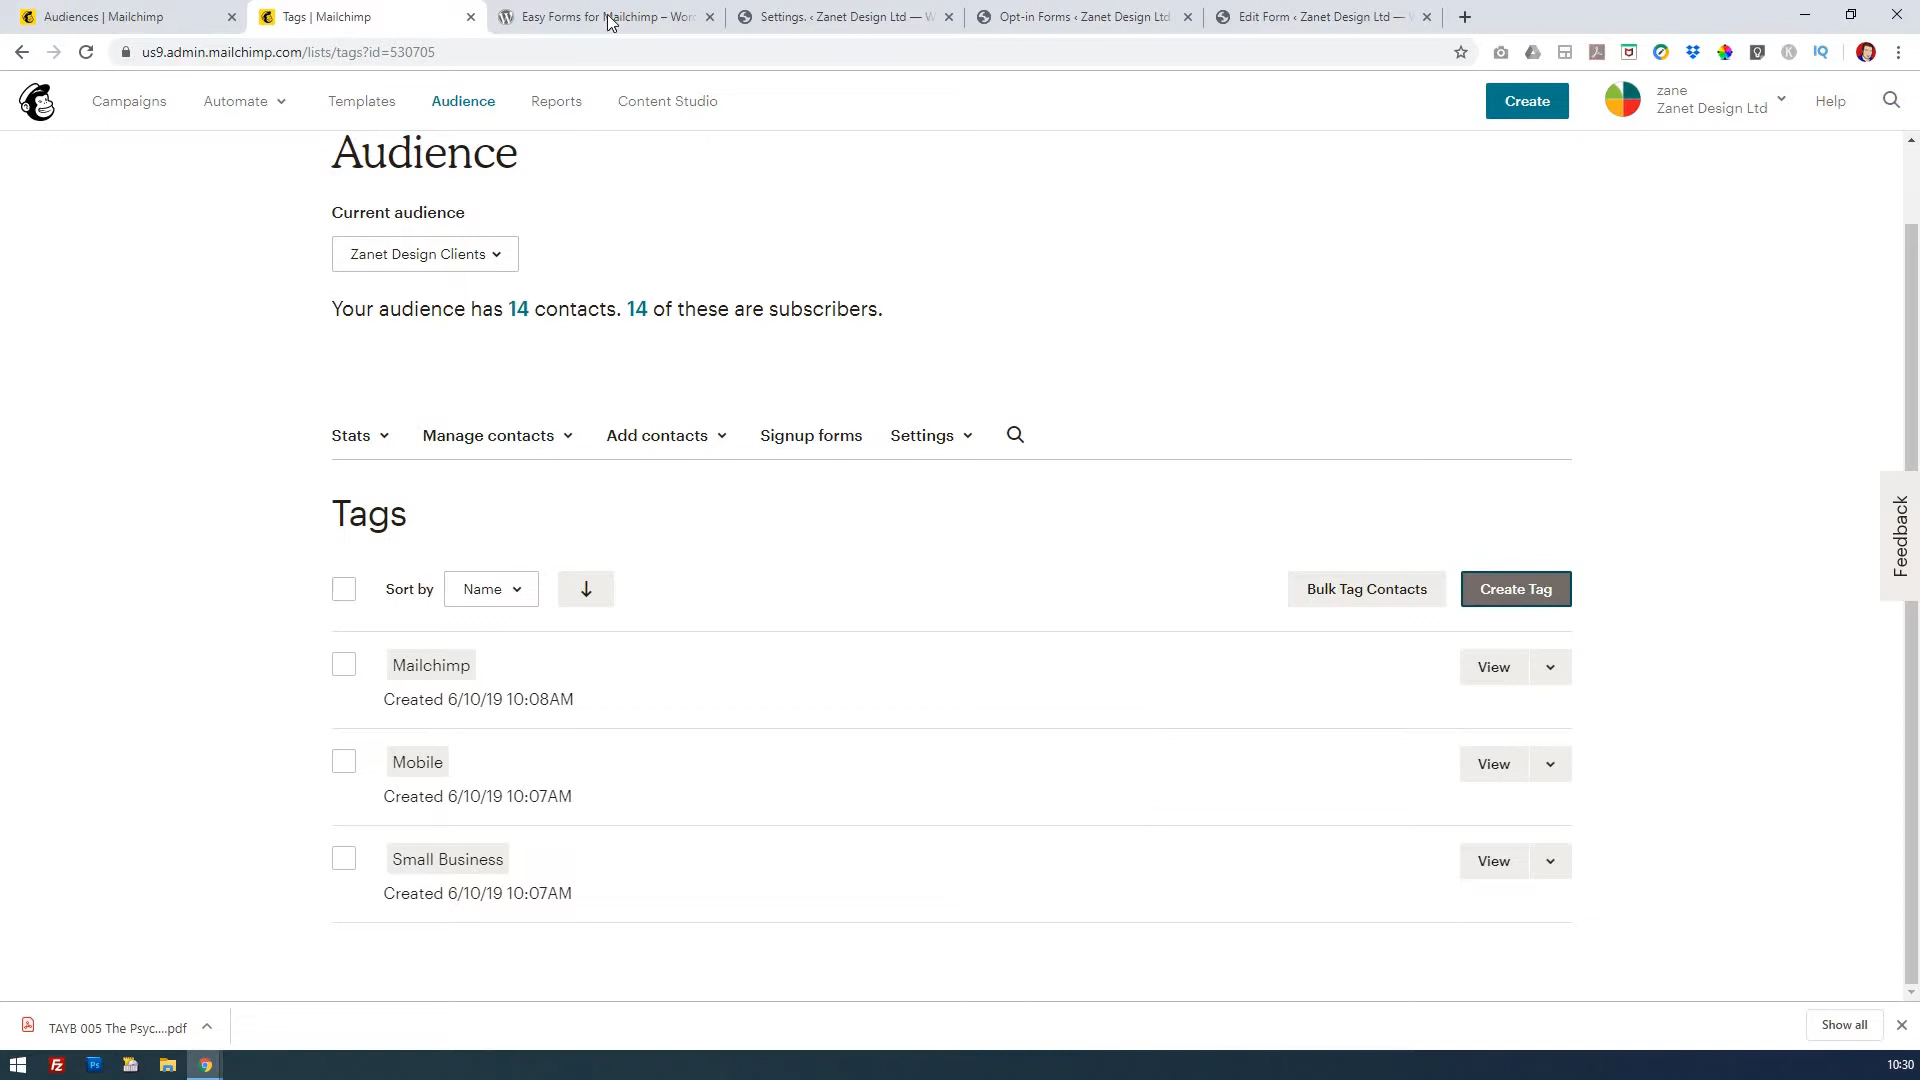 Audiences | Mailchimp
Tags | Mailchimp
Easy Forms for Mailchimp – Word
Settings. ‹ Zanet Design Ltd — W
Opt-in Forms ‹ Zanet Design Ltd
Edit Form ‹ Zanet Design Ltd — W
us9.admin.mailchimp.com/lists/tags?id=530705
Campaigns
Automate
Templates
Audience
Reports
Content Studio
Create
zane
Zanet Design Ltd
Help
Audience
Current audience
Zanet Design Clients
Your audience has 14 contacts. 14 of these are subscribers.
Stats
Manage contacts
Add contacts
Signup forms
Settings
Tags
Sort by
Name
Bulk Tag Contacts
Create Tag
Mailchimp
Created 6/10/19 10:08AM
View
Mobile
Created 6/10/19 10:07AM
View
Small Business
Created 6/10/19 10:07AM
View
Feedback
TAYB 005 The Psyc....pdf
Show all
10:30